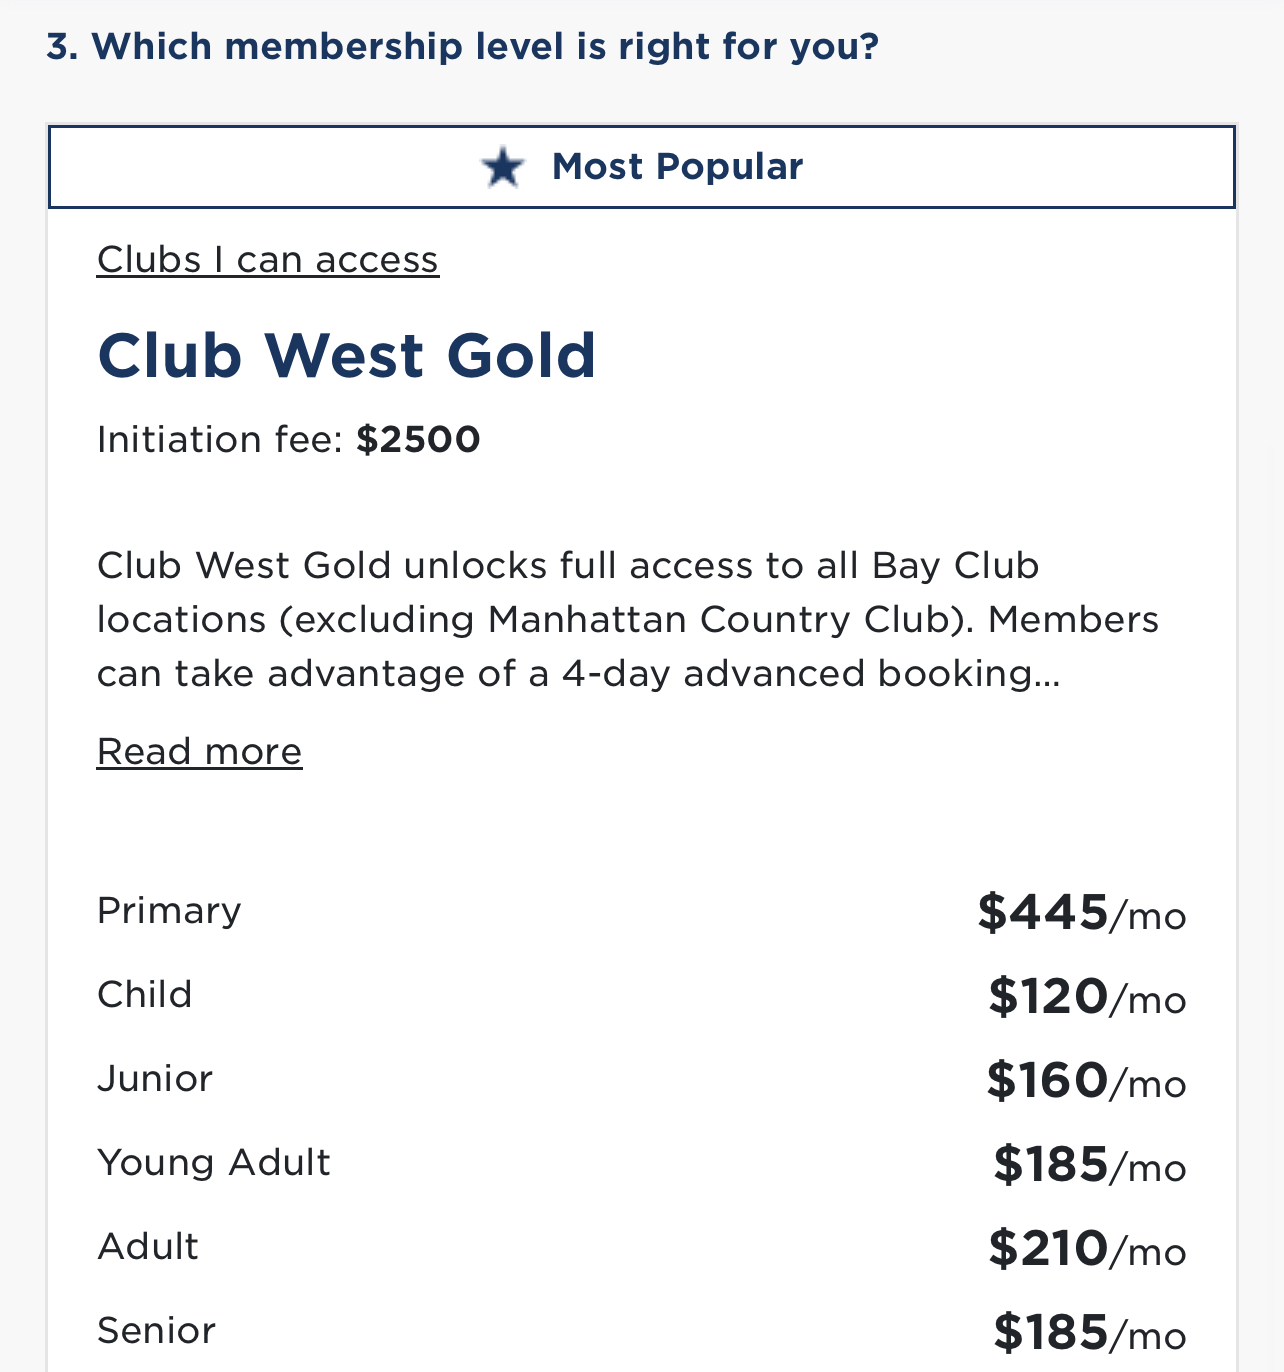 3. Which membership level is right for you?
Most Popular
Clubs I can access
Club West Gold
Initiation fee: $2500
Club West Gold unlocks full access to all Bay Club
locations (excluding Manhattan Country Club). Members
can take advantage of a 4-day advanced booking...
Read more
Primary $445/mo
Child $120/mo
Junior $160/mo
Young Adult $185/mo
Adult $210/mo
Senior $185/mo